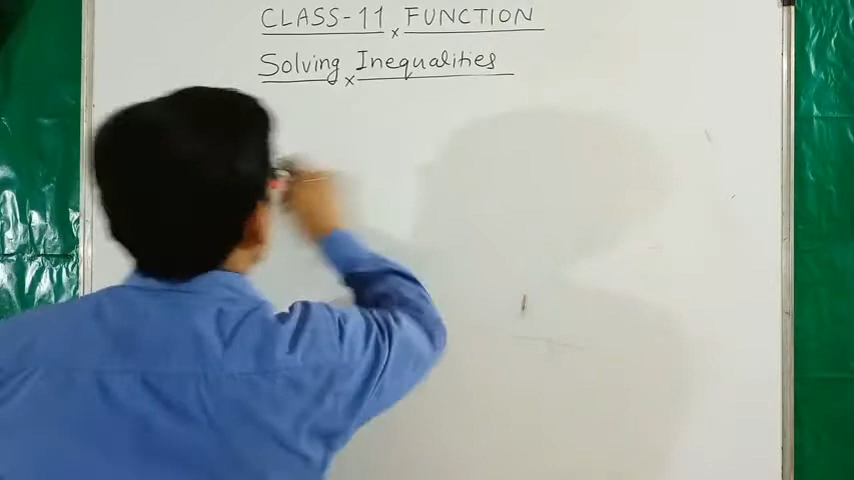 CLASS-11 x FUNCTION
Solving x Inequalities